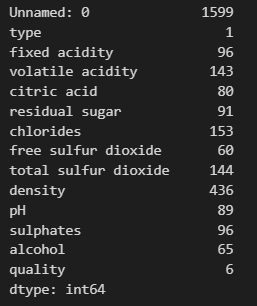 Unnamed: 0 1599
type 1
fixed acidity 96
volatile acidity 143
citric acid 80
residual sugar 91
chlorides 153
free sulfur dioxide 60
total sulfur dioxide 144
density 436
pH 89
sulphates 96
alcohol 65
quality 6
dtype: int64